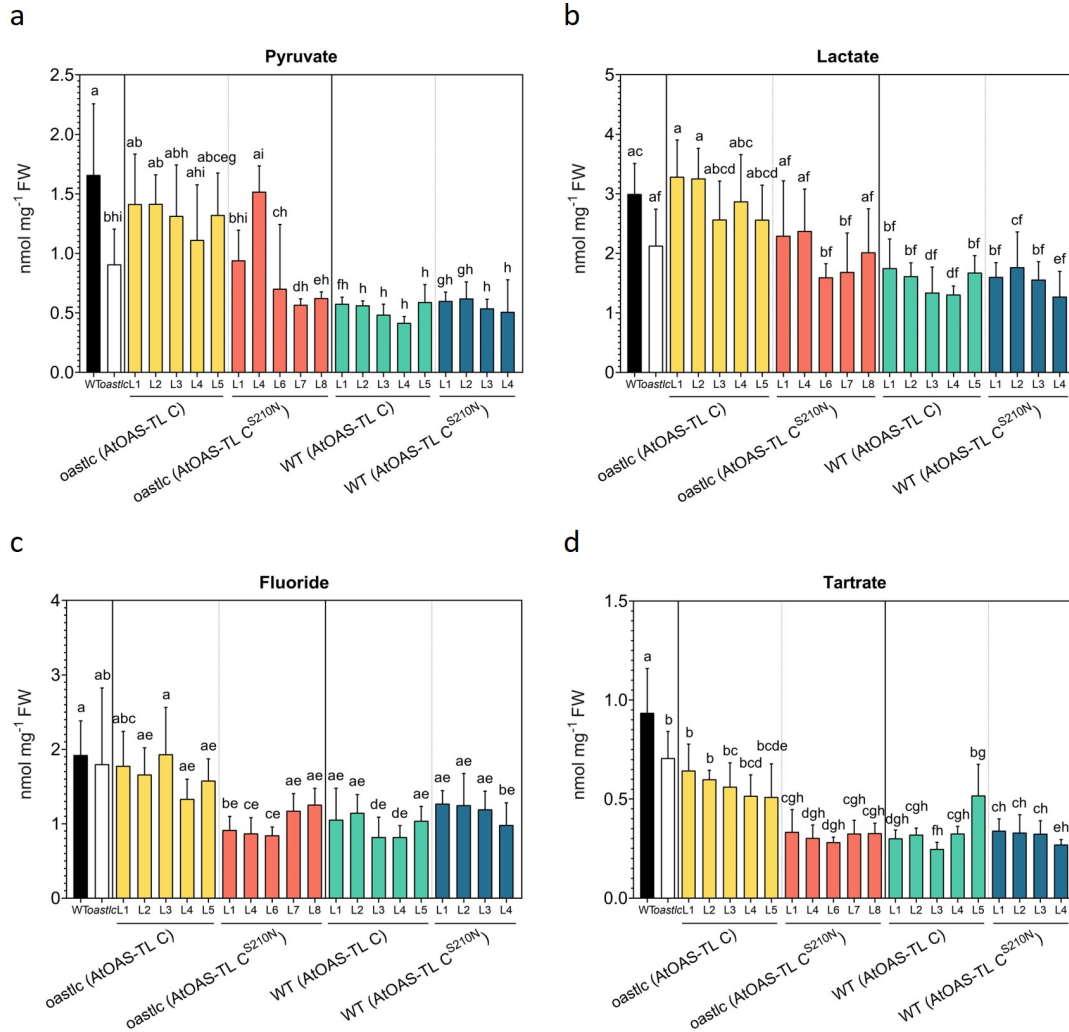 a
Pyruvate
nmol mg-1 FW
2.5
2.0
1.5
1.0
0.5
0.0
a
bhi
ab
ab
abh
ahi
abceg
bhi
ai
ch
dh
eh
fh
h
h
h
h
gh
gh
h
h
WT oastlc L1 L2 L3 L4 L5 L1 L4 L6 L7 L8 L1 L2 L3 L4 L5 L1 L2 L3 L4
oastlc (AtOAS-TL C)
oastlc (AtOAS-TL C^S210N)
WT (AtOAS-TL C)
WT (AtOAS-TL C^S210N)
b
Lactate
nmol mg-1 FW
5
4
3
2
1
0
ac
af
a
a
abcd
abc
abcd
af
af
bf
bf
af
bf
bf
df
df
bf
bf
cf
bf
ef
WT oastlc L1 L2 L3 L4 L5 L1 L4 L6 L7 L8 L1 L2 L3 L4 L5 L1 L2 L3 L4
oastlc (AtOAS-TL C)
oastlc (AtOAS-TL C^S210N)
WT (AtOAS-TL C)
WT (AtOAS-TL C^S210N)
c
Fluoride
nmol mg-1 FW
4
3
2
1
0
a
ab
abc
ae
a
ae
ae
be
ce
ce
ae
ae
ae
ae
de
de
ae
ae
ae
ae
be
WT oastlc L1 L2 L3 L4 L5 L1 L4 L6 L7 L8 L1 L2 L3 L4 L5 L1 L2 L3 L4
oastlc (AtOAS-TL C)
oastlc (AtOAS-TL C^S210N)
WT (AtOAS-TL C)
WT (AtOAS-TL C^S210N)
d
Tartrate
nmol mg-1 FW
1.5
1.0
0.5
0.0
a
b
b
b
bc
bcd
bcde
cgh
dgh
dgh
cgh
cgh
dgh
cgh
fh
cgh
bg
ch
ch
ch
eh
WT oastlc L1 L2 L3 L4 L5 L1 L4 L6 L7 L8 L1 L2 L3 L4 L5 L1 L2 L3 L4
oastlc (AtOAS-TL C)
oastlc (AtOAS-TL C^S210N)
WT (AtOAS-TL C)
WT (AtOAS-TL C^S210N)